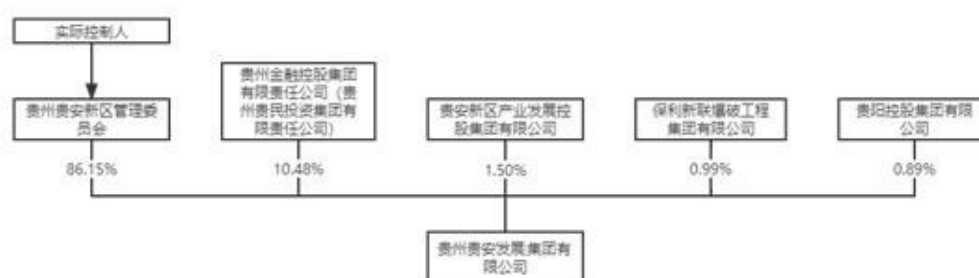 实际控制人
贵州贵安新区管理委
员会
贵州金融控股集团
有限责任公司（贵
州贵民投资集团有
限责任公司）
贵安新区产业发展控
股集团有限公司
保利新联爆破工程
集团有限公司
贵阳控股集团有限
公司
86.15%
10.48%
1.50%
0.99%
0.89%
贵州贵安发展集团有
限公司